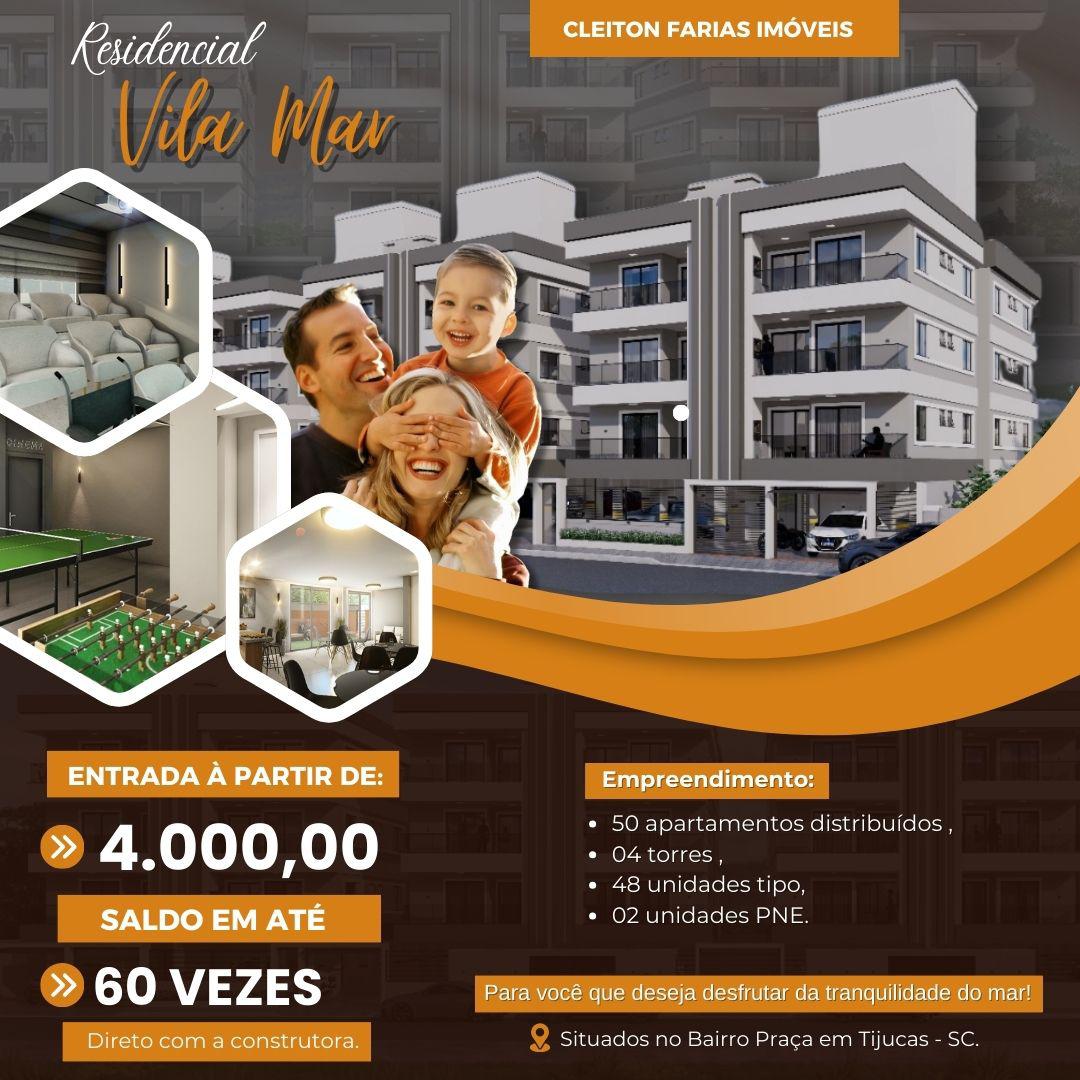 Residencial
Vila Mar
CLEITON FARIAS IMÓVEIS
CINEMA
ENTRADA À PARTIR DE:
4.000,00
SALDO EM ATÉ
60 VEZES
Direto com a construtora.
Empreendimento:
• 50 apartamentos distribuídos ,
• 04 torres ,
• 48 unidades tipo,
• 02 unidades PNE.
Para você que deseja desfrutar da tranquilidade do mar!
Situados no Bairro Praça em Tijucas - SC.